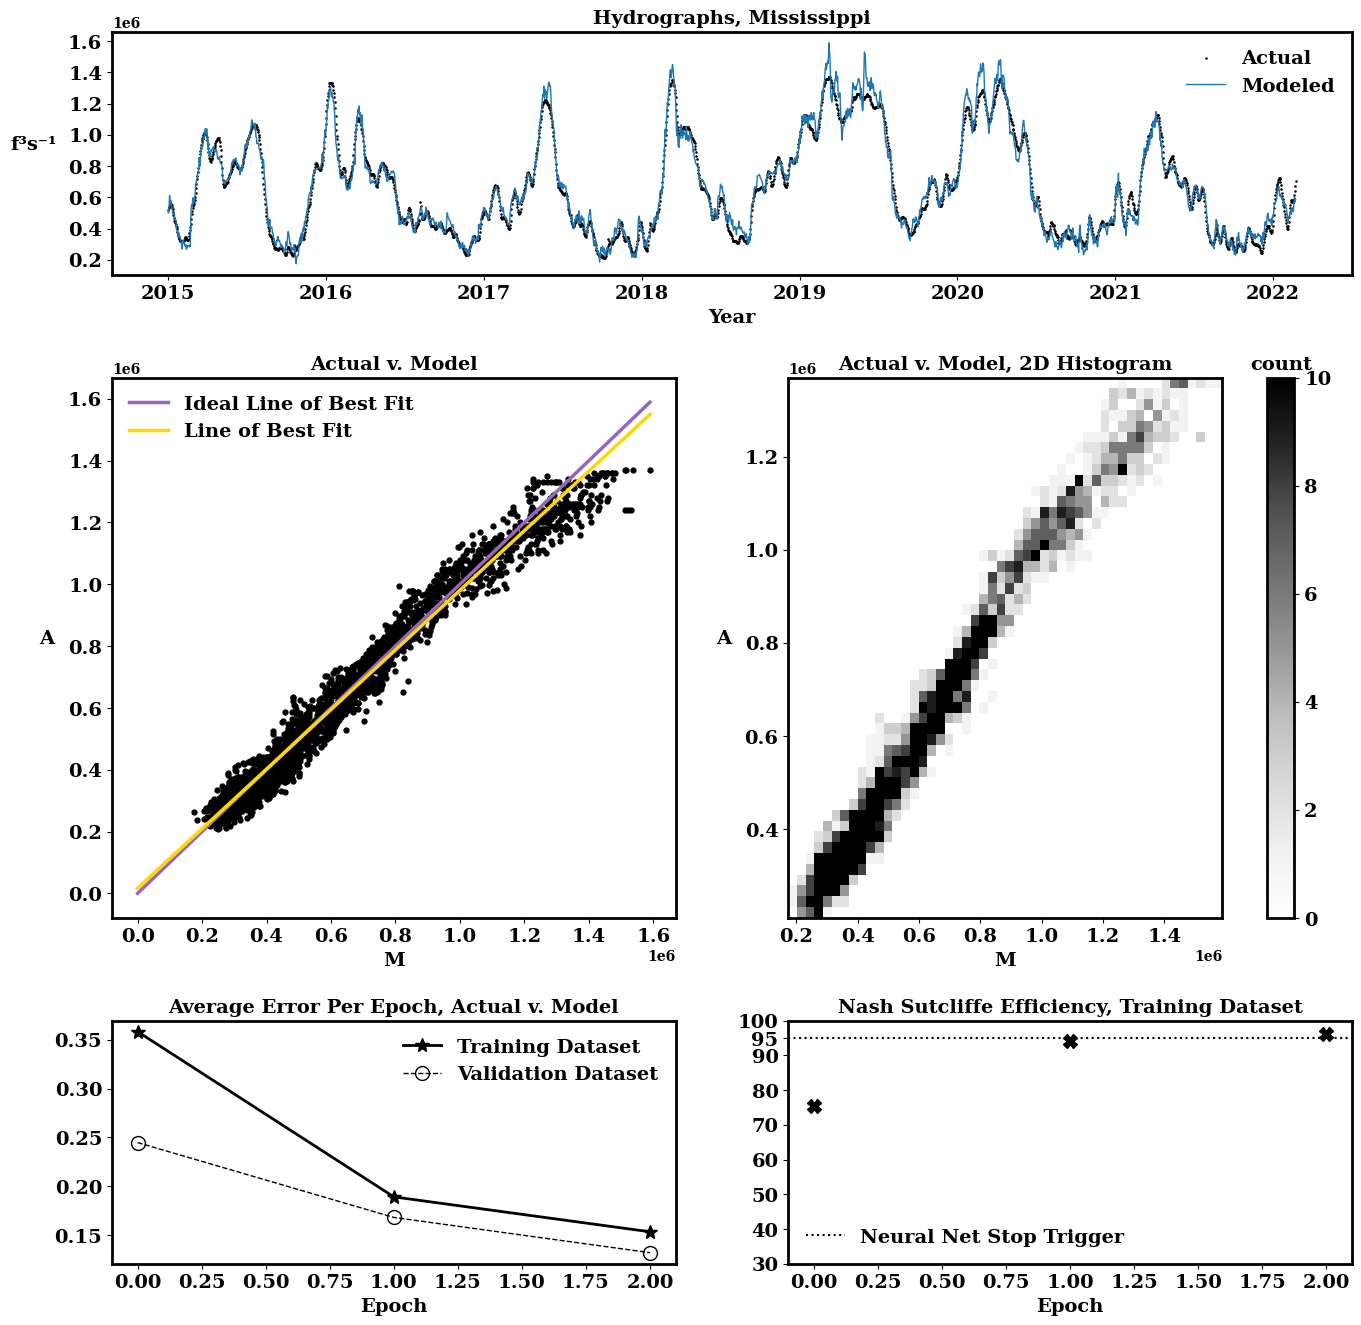 Hydrographs, Mississippi
1e6
1.6
1.4
1.2
1.0
0.8
0.6
0.4
0.2
f³s⁻¹
Actual
Modeled
2015 2016 2017 2018 2019 2020 2021 2022
Year
Actual v. Model
1e6
1.6
1.4
1.2
1.0
0.8
0.6
0.4
0.2
0.0
A
Ideal Line of Best Fit
Line of Best Fit
0.0 0.2 0.4 0.6 0.8 1.0 1.2 1.4 1.6
M
1e6
Actual v. Model, 2D Histogram
1e6
1.2
1.0
0.8
0.6
0.4
A
0.2 0.4 0.6 0.8 1.0 1.2 1.4
M
1e6
count
10
8
6
4
2
0
Average Error Per Epoch, Actual v. Model
0.35
0.30
0.25
0.20
0.15
Training Dataset
Validation Dataset
0.00 0.25 0.50 0.75 1.00 1.25 1.50 1.75 2.00
Epoch
Nash Sutcliffe Efficiency, Training Dataset
100
95
90
80
70
60
50
40
30
Neural Net Stop Trigger
0.00 0.25 0.50 0.75 1.00 1.25 1.50 1.75 2.00
Epoch